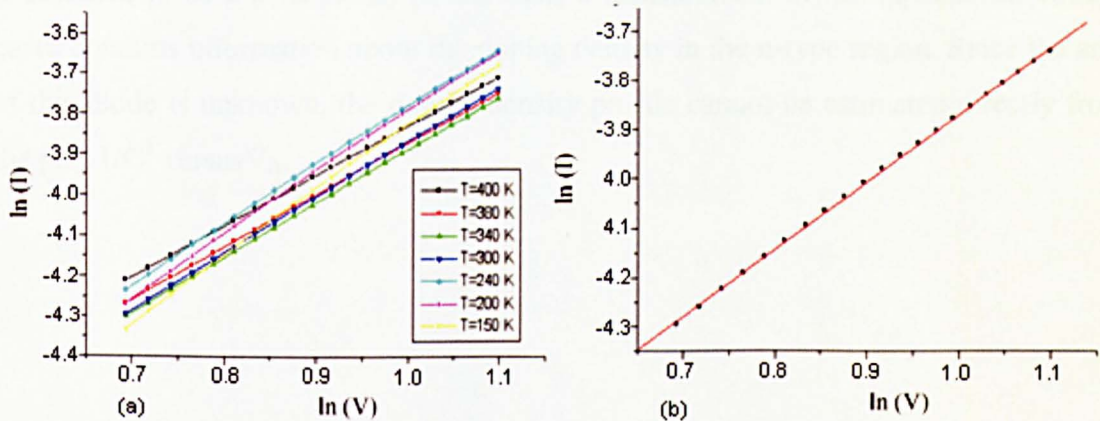 -3.6
-3.7
-3.8
-3.9
-4.0
-4.1
-4.2
-4.3
-4.4
ln (I)
T=400 K
T=380 K
T=340 K
T=300 K
T=240 K
T=200 K
T=150 K
0.7 0.8 0.9 1.0 1.1
(a) ln (V)
-3.7
-3.8
-3.9
-4.0
-4.1
-4.2
-4.3
ln (I)
0.7 0.8 0.9 1.0 1.1
(b) ln (V)